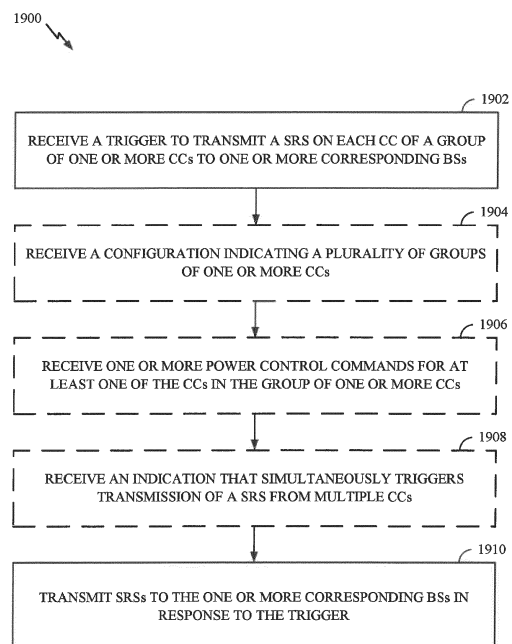 1900
1902
RECEIVE A TRIGGER TO TRANSMIT A SRS ON EACH CC OF A GROUP
OF ONE OR MORE CCs TO ONE OR MORE CORRESPONDING BSs
1904
RECEIVE A CONFIGURATION INDICATING A PLURALITY OF GROUPS
OF ONE OR MORE CCs
1906
RECEIVE ONE OR MORE POWER CONTROL COMMANDS FOR AT
LEAST ONE OF THE CCs IN THE GROUP OF ONE OR MORE CCs
1908
RECEIVE AN INDICATION THAT SIMULTANEOUSLY TRIGGERS
TRANSMISSION OF A SRS FROM MULTIPLE CCs
1910
TRANSMIT SRSs TO THE ONE OR MORE CORRESPONDING BSs IN
RESPONSE TO THE TRIGGER